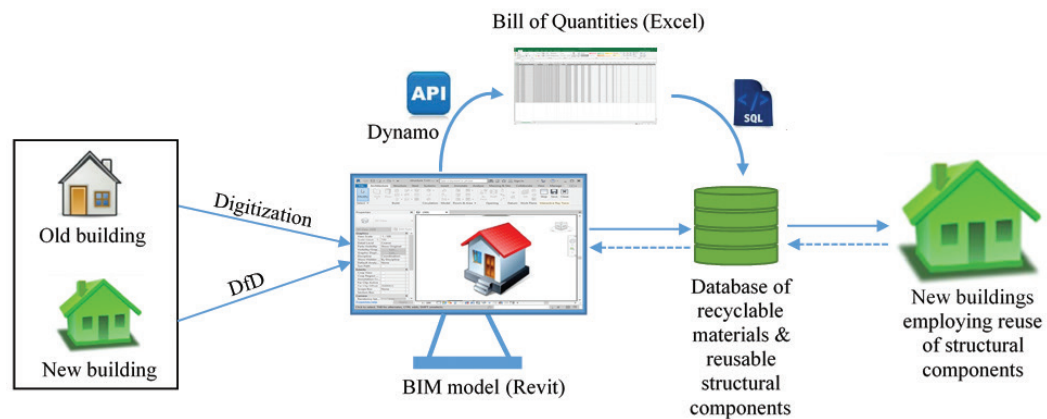 Bill of Quantities (Excel)
API
Dynamo
SQL
Old building
New building
Digitization
DfD
BIM model (Revit)
Database of
recyclable
materials &
reusable
structural
components
New buildings
employing reuse
of structural
components